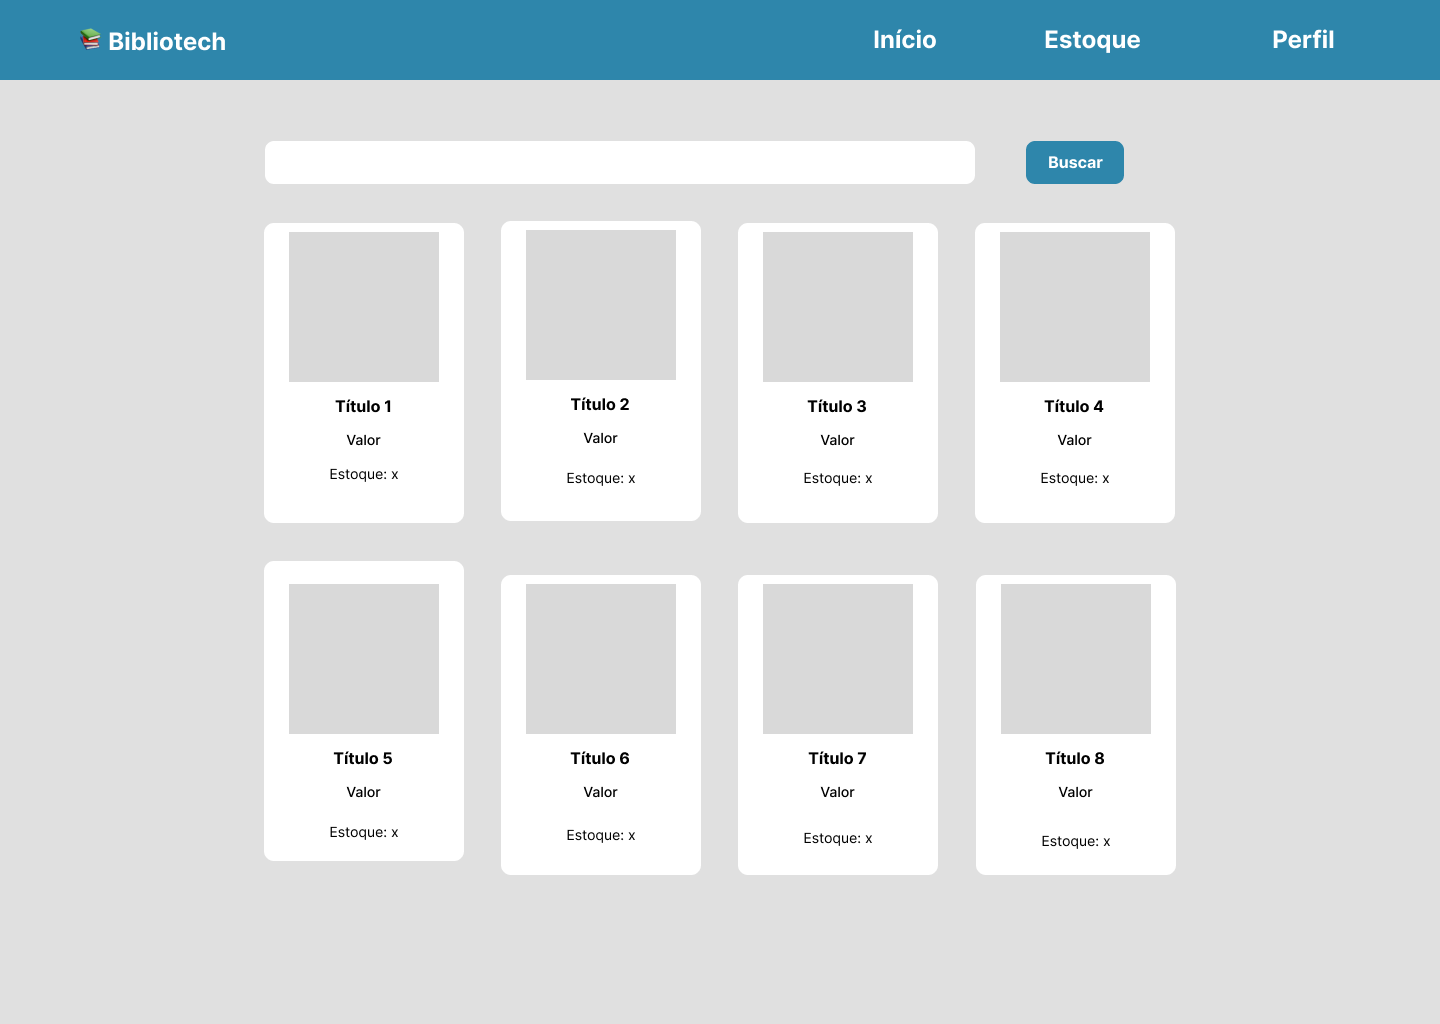 Bibliotech
Início
Estoque
Perfil
Buscar
Título 1
Valor
Estoque: x
Título 2
Valor
Estoque: x
Título 3
Valor
Estoque: x
Título 4
Valor
Estoque: x
Título 5
Valor
Estoque: x
Título 6
Valor
Estoque: x
Título 7
Valor
Estoque: x
Título 8
Valor
Estoque: x